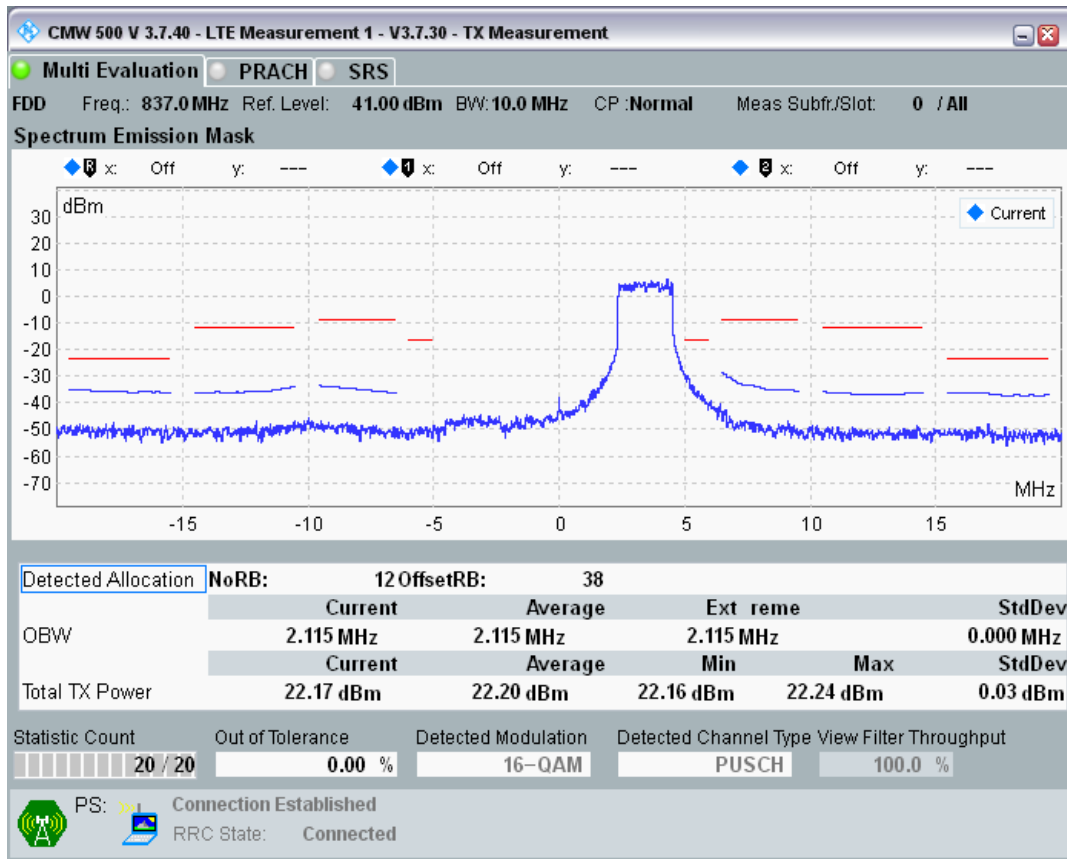 CMW 500 V 3.7.40 - LTE Measurement 1 - V3.7.30 - TX Measurement
Multi Evaluation PRACH SRS
FDD Freq.: 837.0 MHz Ref. Level: 41.00 dBm BW: 10.0 MHz CP :Normal Meas Subfr./Slot: 0 / All
Spectrum Emission Mask
R x: Off y: --- 1 x: Off y: --- 2 x: Off y: ---
dBm
Current
30
20
10
0
-10
-20
-30
-40
-50
-60
-70
MHz
-15 -10 -5 0 5 10 15
Detected Allocation NoRB: 12 OffsetRB: 38
Current Average Ext reme StdDev
OBW 2.115 MHz 2.115 MHz 2.115 MHz 0.000 MHz
Current Average Min Max StdDev
Total TX Power 22.17 dBm 22.20 dBm 22.16 dBm 22.24 dBm 0.03 dBm
Statistic Count Out of Tolerance Detected Modulation Detected Channel Type View Filter Throughput
20 / 20 0.00 % 16-QAM PUSCH 100.0 %
PS: Connection Established
RRC State: Connected